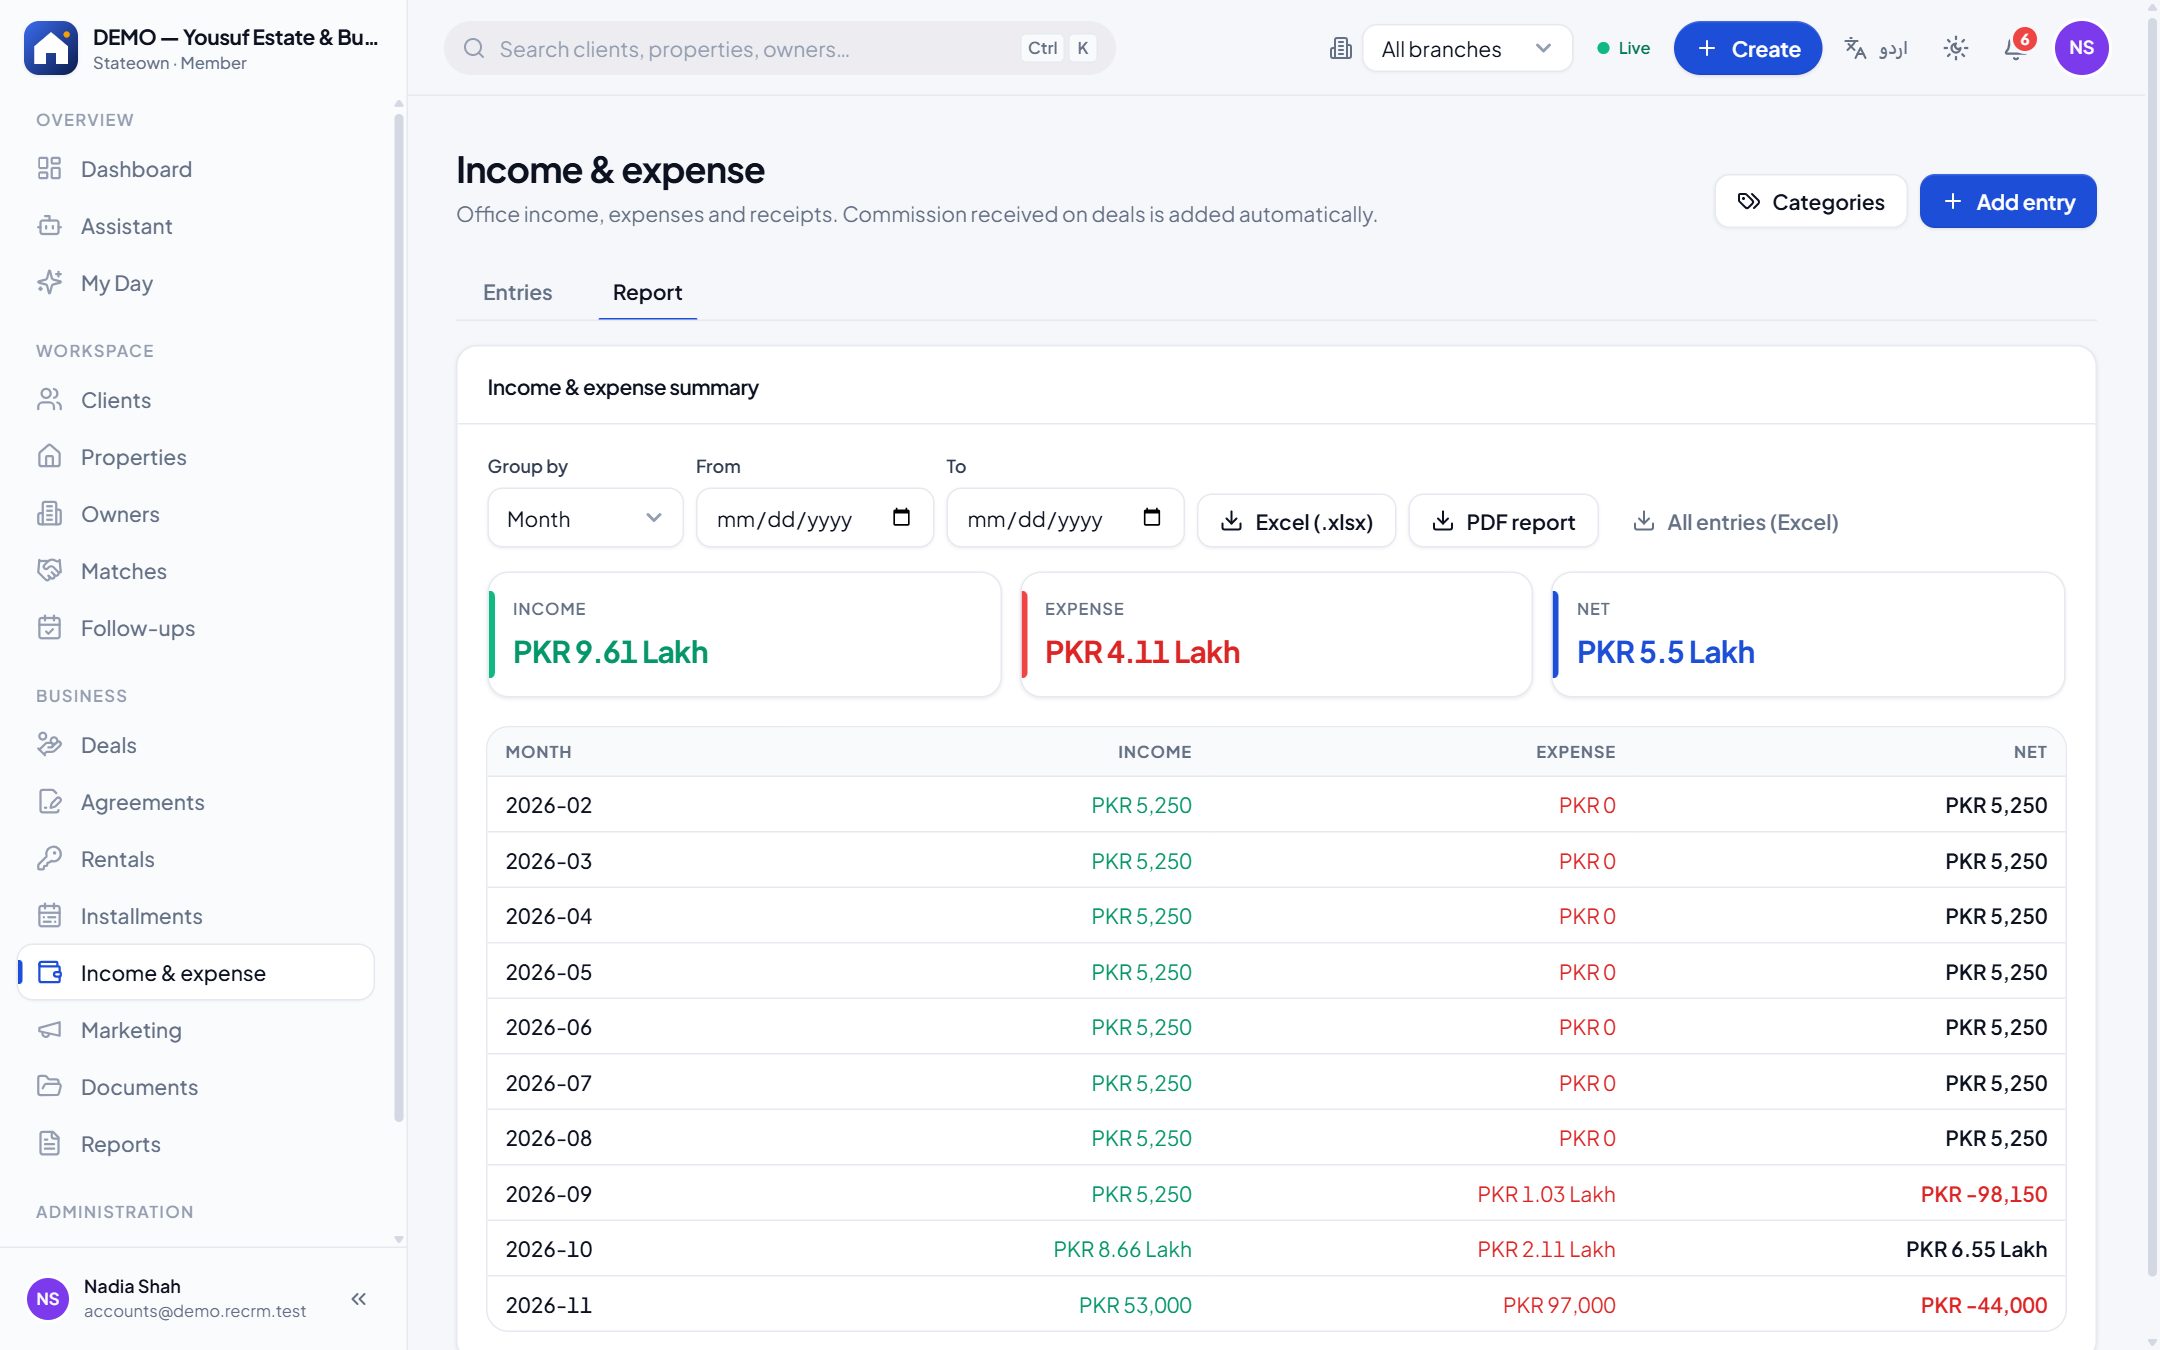 DEMO — Yousuf Estate & Bu...
Stateown · Member
Search clients, properties, owners...
Ctrl K
All branches
Live
+ Create
اردو
6
NS
OVERVIEW
Dashboard
Assistant
My Day
WORKSPACE
Clients
Properties
Owners
Matches
Follow-ups
BUSINESS
Deals
Agreements
Rentals
Installments
Income & expense
Marketing
Documents
Reports
ADMINISTRATION
NS
Nadia Shah
accounts@demo.recrm.test
Income & expense
Office income, expenses and receipts. Commission received on deals is added automatically.
Categories
+ Add entry
Entries Report
Income & expense summary
Group by From To
Month mm/dd/yyyy mm/dd/yyyy Excel (.xlsx) PDF report All entries (Excel)
INCOME
PKR 9.61 Lakh
EXPENSE
PKR 4.11 Lakh
NET
PKR 5.5 Lakh
MONTH INCOME EXPENSE NET
2026-02 PKR 5,250 PKR 0 PKR 5,250
2026-03 PKR 5,250 PKR 0 PKR 5,250
2026-04 PKR 5,250 PKR 0 PKR 5,250
2026-05 PKR 5,250 PKR 0 PKR 5,250
2026-06 PKR 5,250 PKR 0 PKR 5,250
2026-07 PKR 5,250 PKR 0 PKR 5,250
2026-08 PKR 5,250 PKR 0 PKR 5,250
2026-09 PKR 5,250 PKR 1.03 Lakh PKR -98,150
2026-10 PKR 8.66 Lakh PKR 2.11 Lakh PKR 6.55 Lakh
2026-11 PKR 53,000 PKR 97,000 PKR -44,000